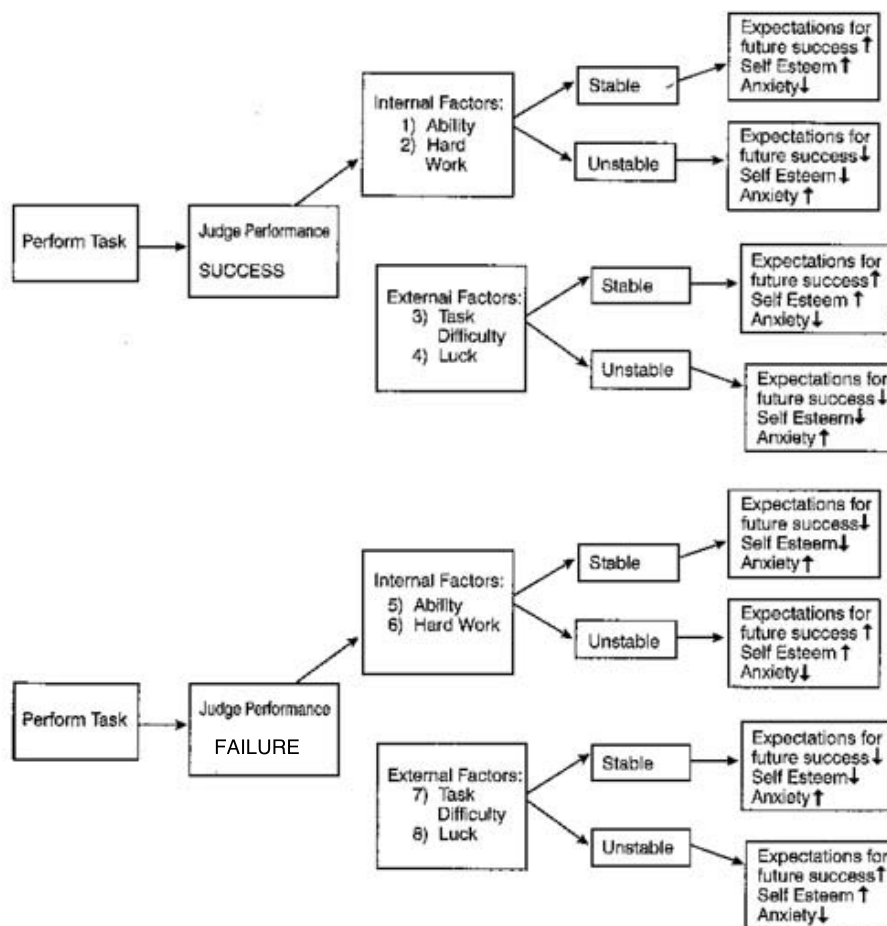 Perform Task
Judge Performance
SUCCESS
Internal Factors:
1) Ability
2) Hard
Work
Stable
Expectations for
future success ↑
Self Esteem ↑
Anxiety ↓
Unstable
Expectations for
future success ↓
Self Esteem ↓
Anxiety ↑
External Factors:
3) Task
Difficulty
4) Luck
Stable
Expectations for
future success ↑
Self Esteem ↑
Anxiety ↓
Unstable
Expectations for
future success ↓
Self Esteem ↓
Anxiety ↑
Perform Task
Judge Performance
FAILURE
Internal Factors:
5) Ability
6) Hard Work
Stable
Expectations for
future success ↓
Self Esteem ↓
Anxiety ↑
Unstable
Expectations for
future success ↑
Self Esteem ↑
Anxiety ↓
External Factors:
7) Task
Difficulty
8) Luck
Stable
Expectations for
future success ↓
Self Esteem ↓
Anxiety ↑
Unstable
Expectations for
future success ↑
Self Esteem ↑
Anxiety ↓